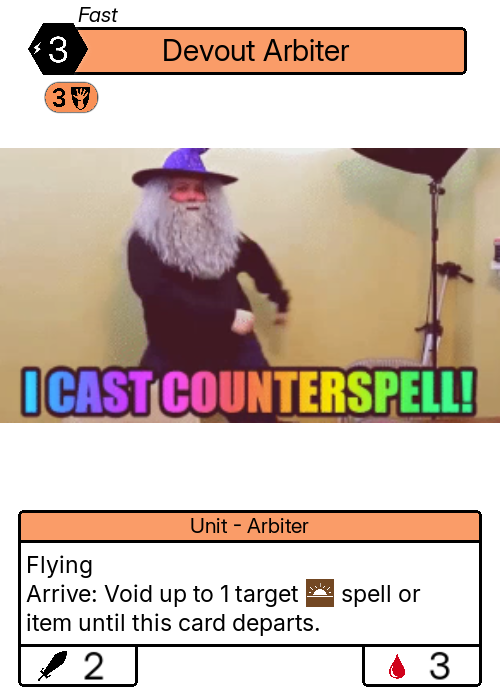 Fast
3
Devout Arbiter
3
I CAST COUNTERSPELL!
Unit - Arbiter
Flying
Arrive: Void up to 1 target spell or
item until this card departs.
2
3